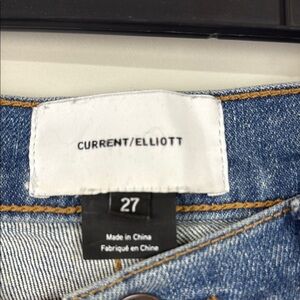 CURRENT/ELLIOTT
27
Made in China
Fabriqué en Chine